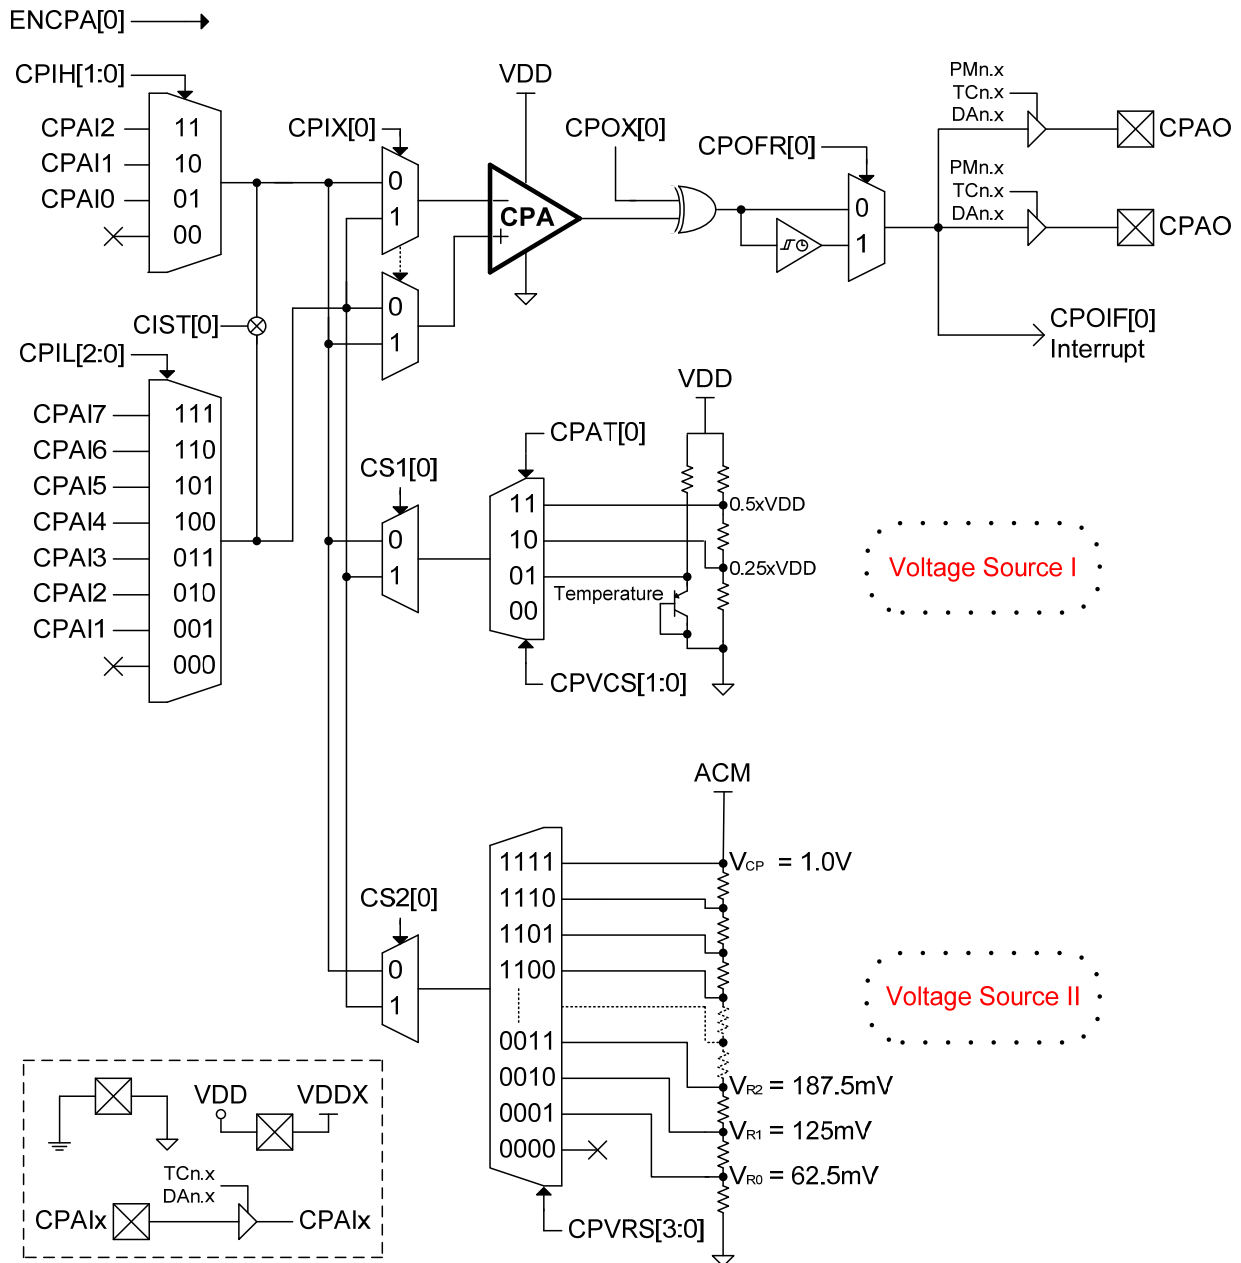 ENCPA[0]
CPIH[1:0]
CPAI2 11
CPAI1 10
CPAI0 01
00
CIST[0]
CPIL[2:0]
CPAI7 111
CPAI6 110
CPAI5 101
CPAI4 100
CPAI3 011
CPAI2 010
CPAI1 001
000
CPIX[0]
0
1
0
1
VDD
CPA
−
+
CPOX[0]
CPOFR[0]
0
1
PMn.x
TCn.x
DAn.x
CPAO
PMn.x
TCn.x
DAn.x
CPAO
CPOIF[0]
Interrupt
CS1[0]
0
1
CPAT[0]
11
10
01
00
CPVCS[1:0]
Temperature
VDD
0.5xVDD
0.25xVDD
Voltage Source I
CS2[0]
0
1
1111
1110
1101
1100
0011
0010
0001
0000
CPVRS[3:0]
ACM
VCP = 1.0V
VR2 = 187.5mV
VR1 = 125mV
VR0 = 62.5mV
Voltage Source II
VDD VDDX
TCn.x
DAn.x
CPAIx CPAIx